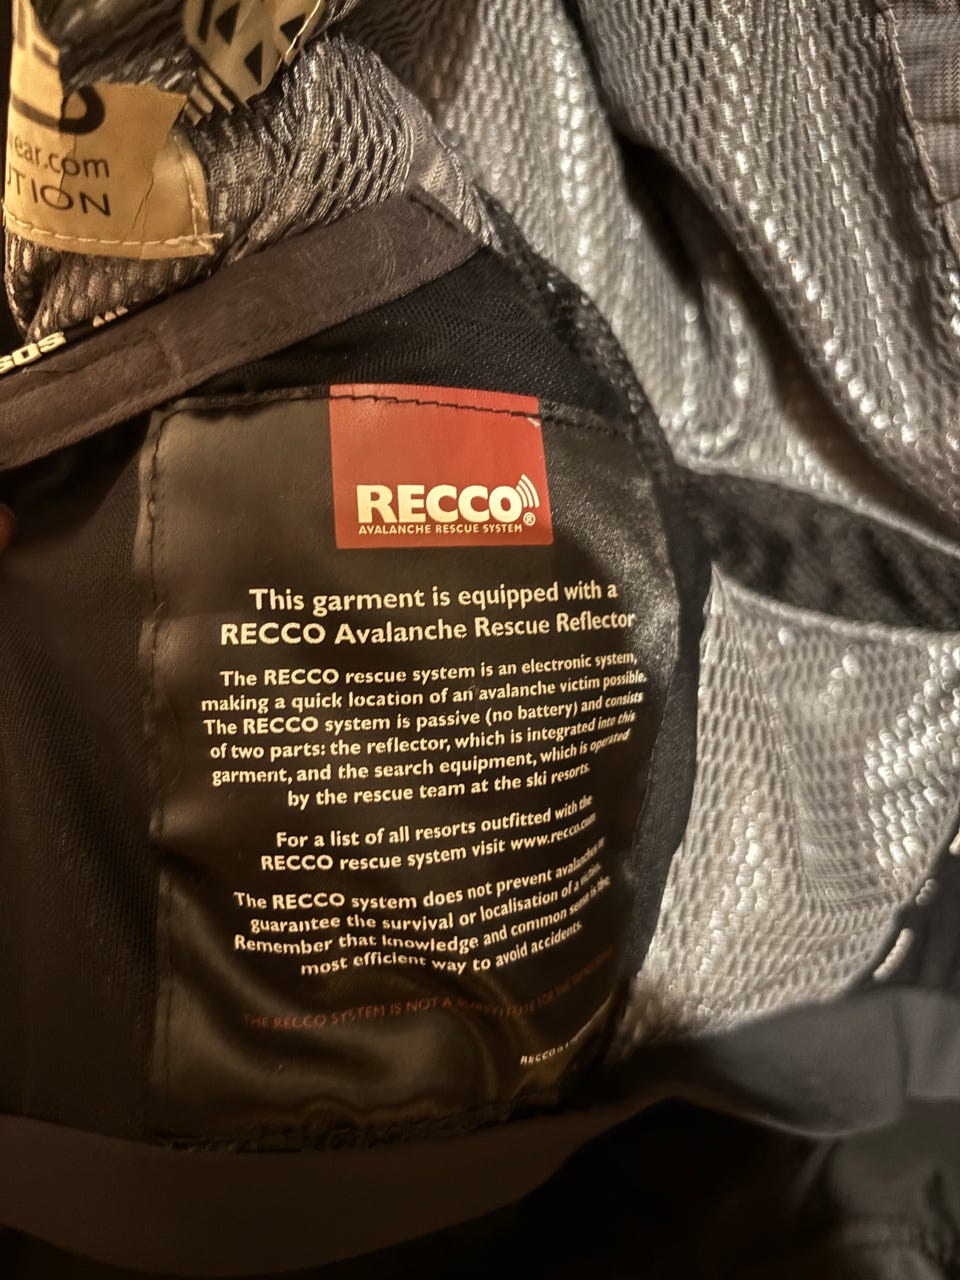 ear.com
TION
SOS
RECCO®
AVALANCHE RESCUE SYSTEM
This garment is equipped with a
RECCO Avalanche Rescue Reflector
The RECCO rescue system is an electronic system,
making a quick location of an avalanche victim possible.
The RECCO system is passive (no battery) and consists
of two parts: the reflector, which is integrated into this
garment, and the search equipment, which is operated
by the rescue team at the ski resorts.
For a list of all resorts outfitted with the
RECCO rescue system visit www.recco.com
The RECCO system does not prevent avalanches or
guarantee the survival or localisation of a victim.
Remember that knowledge and common sense is the
most efficient way to avoid accidents.
THE RECCO SYSTEM IS NOT A SUBSTITUTE FOR THE
RECCO